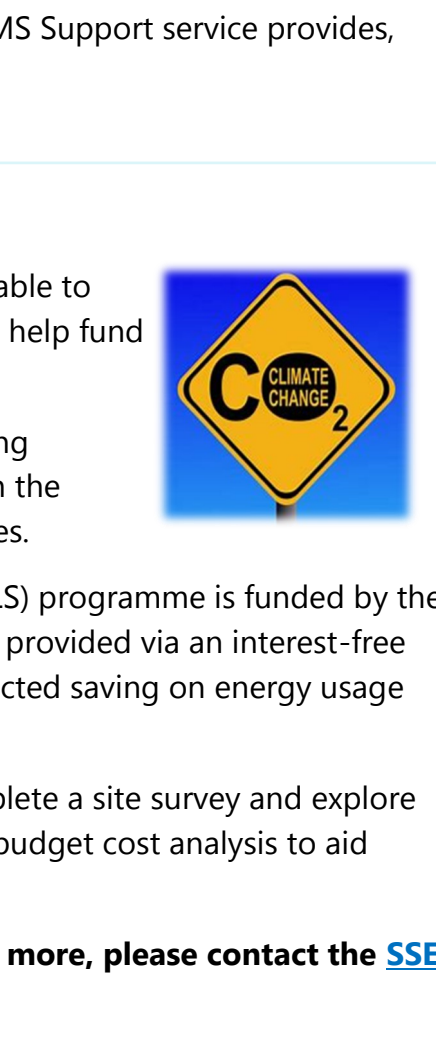 MS Support service provides,
able to
help fund
ng
n the
es.
C CLIMATE
CHANGE 2
LS) programme is funded by the
provided via an interest-free
cted saving on energy usage
plete a site survey and explore
budget cost analysis to aid
more, please contact the SSE